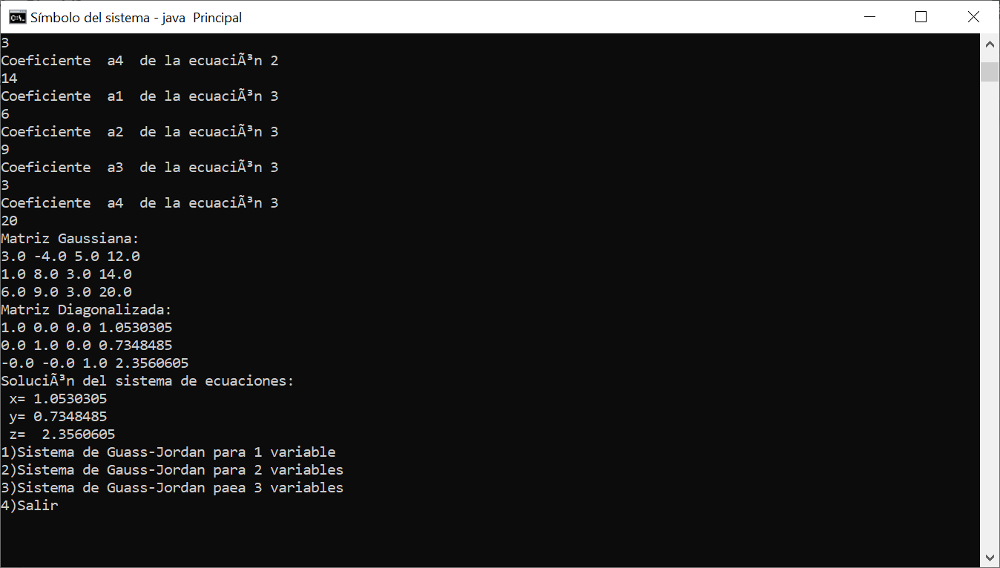 Símbolo del sistema - java  Principal
3
Coeficiente  a4  de la ecuaciÃ³n 2
14
Coeficiente  a1  de la ecuaciÃ³n 3
6
Coeficiente  a2  de la ecuaciÃ³n 3
9
Coeficiente  a3  de la ecuaciÃ³n 3
3
Coeficiente  a4  de la ecuaciÃ³n 3
20
Matriz Gaussiana:
3.0 -4.0 5.0 12.0
1.0 8.0 3.0 14.0
6.0 9.0 3.0 20.0
Matriz Diagonalizada:
1.0 0.0 0.0 1.0530305
0.0 1.0 0.0 0.7348485
-0.0 -0.0 1.0 2.3560605
SoluciÃ³n del sistema de ecuaciones:
 x= 1.0530305
 y= 0.7348485
 z=  2.3560605
1)Sistema de Guass-Jordan para 1 variable
2)Sistema de Gauss-Jordan para 2 variables
3)Sistema de Guass-Jordan paea 3 variables
4)Salir